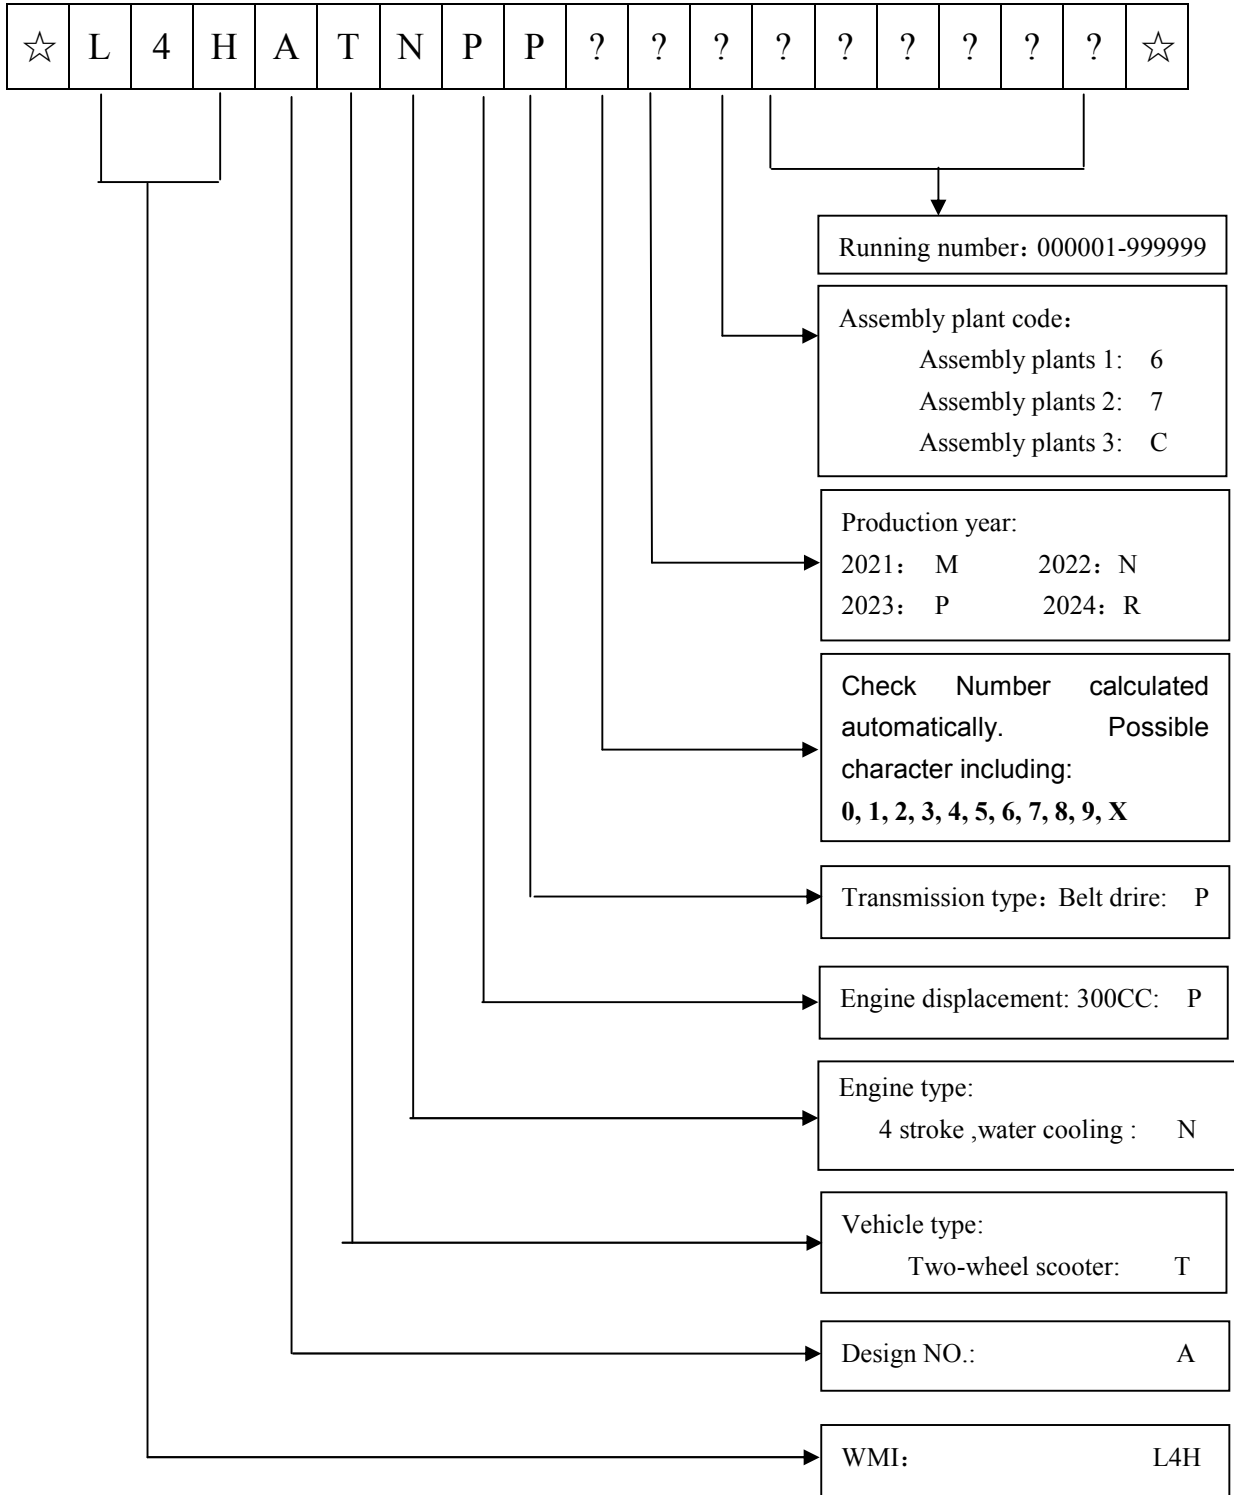 ☆ L 4 H A T N P P ? ? ? ? ? ? ? ? ? ☆
Running number：000001-999999
Assembly plant code：
Assembly plants 1: 6
Assembly plants 2: 7
Assembly plants 3: C
Production year:
2021： M 2022：N
2023： P 2024：R
Check Number calculated
automatically. Possible
character including:
0, 1, 2, 3, 4, 5, 6, 7, 8, 9, X
Transmission type：Belt drire: P
Engine displacement: 300CC: P
Engine type:
4 stroke ,water cooling : N
Vehicle type:
Two-wheel scooter: T
Design NO.: A
WMI： L4H